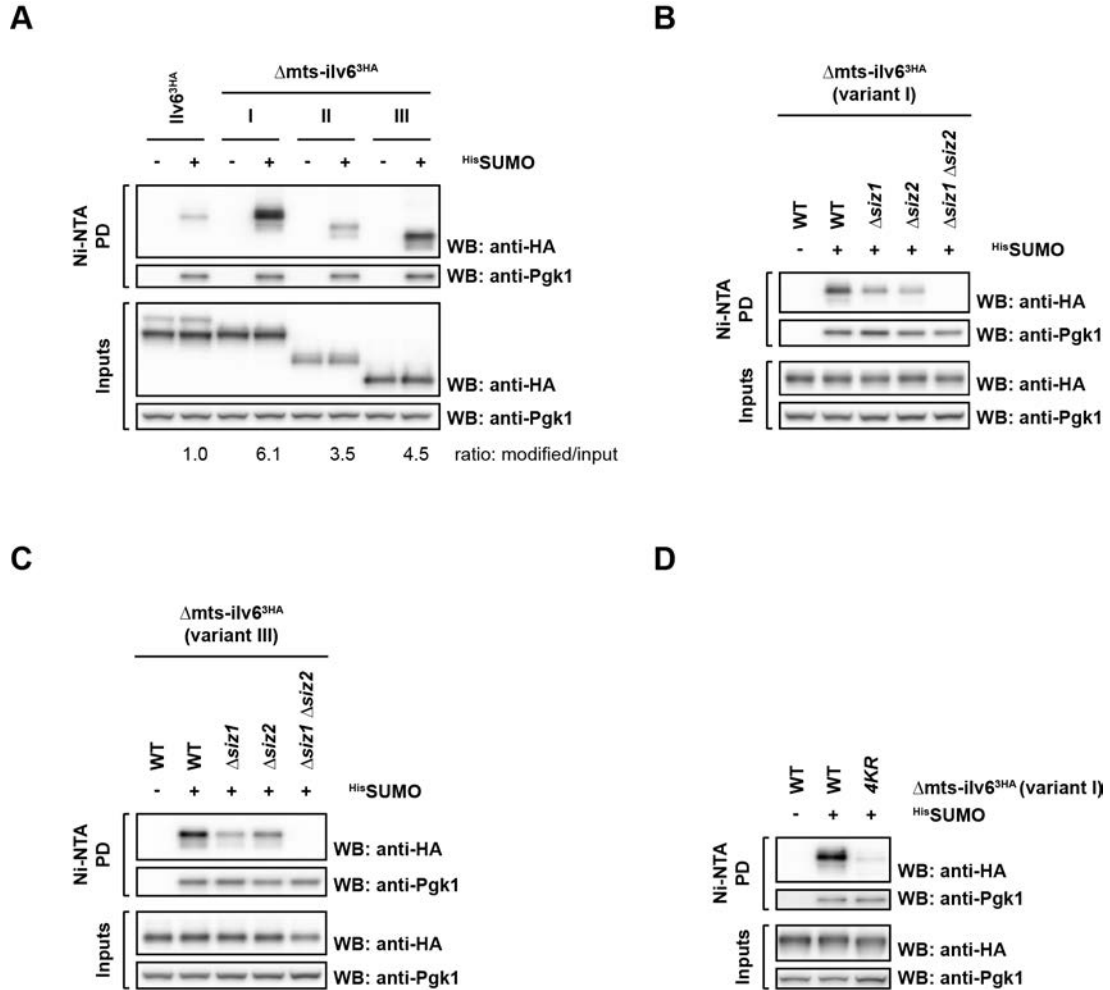 A
Ilv6³ᴴᴬ
Δmts-ilv6³ᴴᴬ
I II III
- + - + - + - + ᴴⁱˢSUMO
Ni-NTA PD
WB: anti-HA
WB: anti-Pgk1
Inputs
WB: anti-HA
WB: anti-Pgk1
1.0 6.1 3.5 4.5 ratio: modified/input
B
Δmts-ilv6³ᴴᴬ
(variant I)
WT WT Δsiz1 Δsiz2 Δsiz1 Δsiz2
- + + + + ᴴⁱˢSUMO
Ni-NTA PD
WB: anti-HA
WB: anti-Pgk1
Inputs
WB: anti-HA
WB: anti-Pgk1
C
Δmts-ilv6³ᴴᴬ
(variant III)
WT WT Δsiz1 Δsiz2 Δsiz1 Δsiz2
- + + + + ᴴⁱˢSUMO
Ni-NTA PD
WB: anti-HA
WB: anti-Pgk1
Inputs
WB: anti-HA
WB: anti-Pgk1
D
WT WT 4KR Δmts-ilv6³ᴴᴬ (variant I)
- + + ᴴⁱˢSUMO
Ni-NTA PD
WB: anti-HA
WB: anti-Pgk1
Inputs
WB: anti-HA
WB: anti-Pgk1